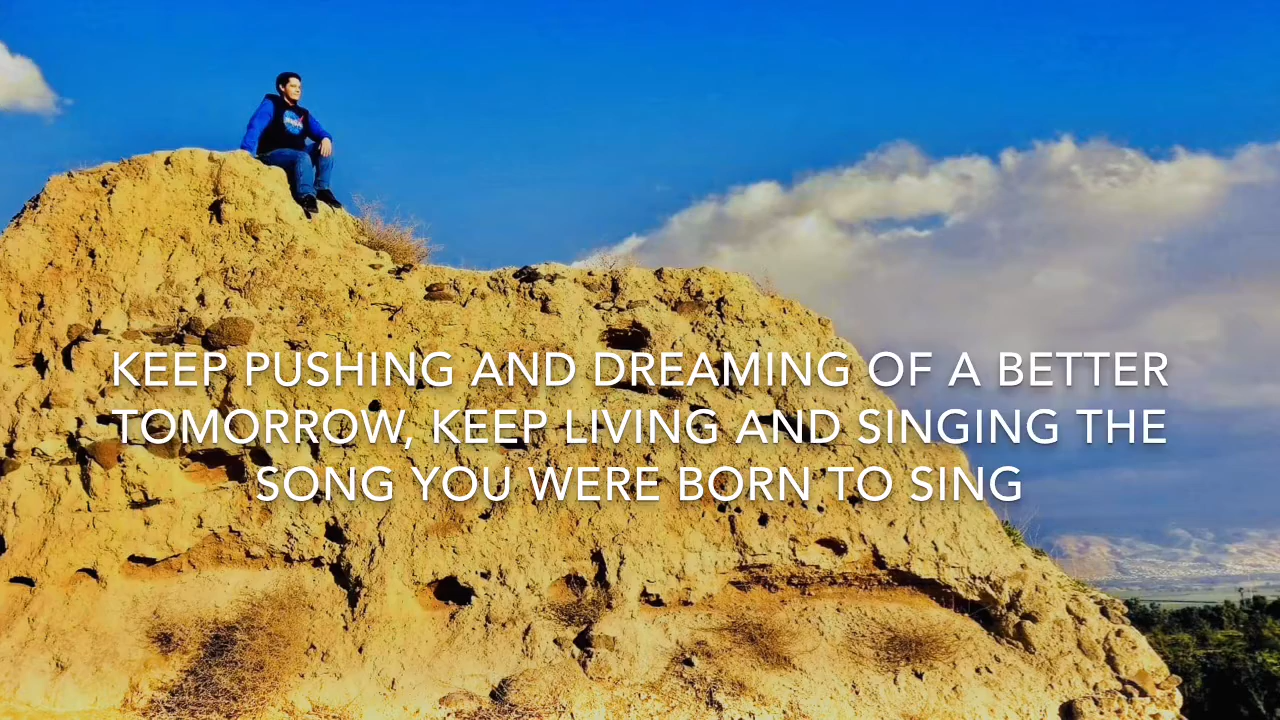 KEEP PUSHING AND DREAMING OF A BETTER
TOMORROW, KEEP LIVING AND SINGING THE
SONG YOU WERE BORN TO SING